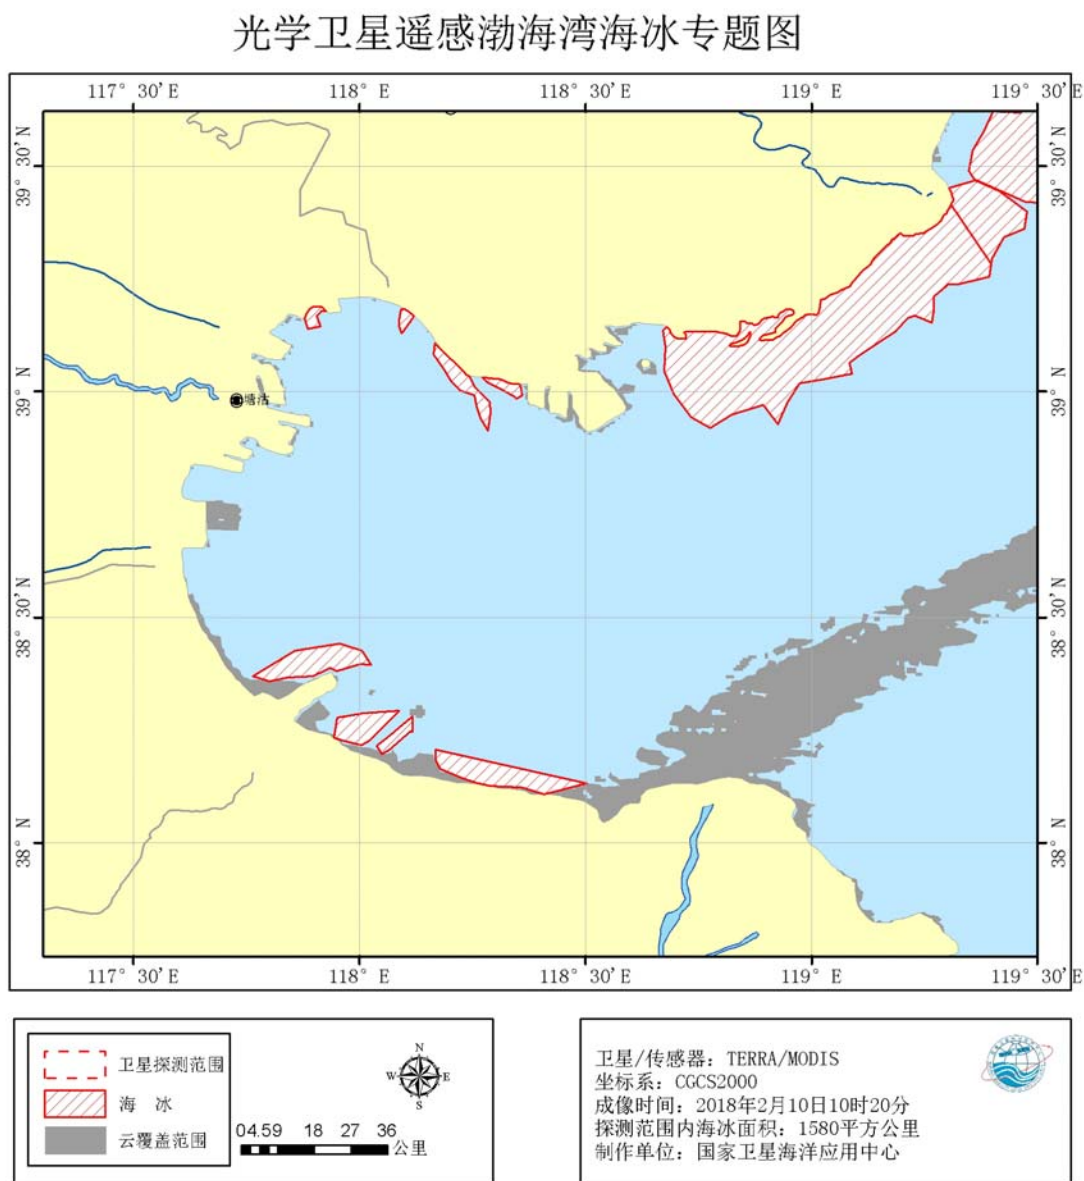 光学卫星遥感渤海湾海冰专题图
117° 30' E 118° E 118° 30' E 119° E 119° 30' E
39° 30' N
39° 30' N
39° N
39° N
塘沽
38° 30' N
38° 30' N
38° N
38° N
117° 30' E 118° E 118° 30' E 119° E 119° 30' E
卫星探测范围
海 冰
云覆盖范围
N
W E
S
04.59 18 27 36
公里
卫星/传感器: TERRA/MODIS
坐标系: CGCS2000
成像时间: 2018年2月10日10时20分
探测范围内海冰面积: 1580平方公里
制作单位: 国家卫星海洋应用中心